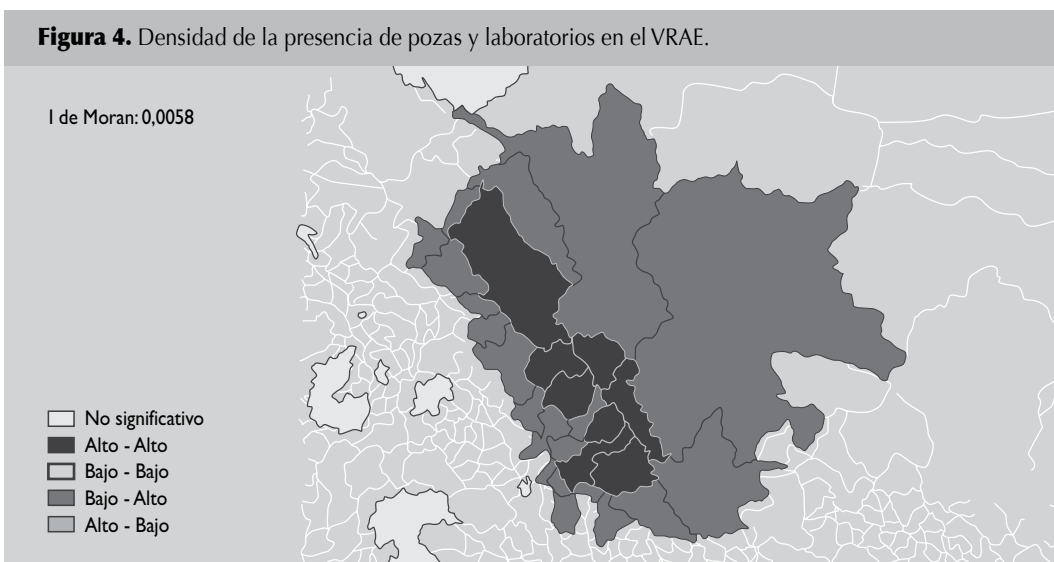 Figura 4. Densidad de la presencia de pozas y laboratorios en el VRAE.
I de Moran: 0,0058
No significativo
Alto - Alto
Bajo - Bajo
Bajo - Alto
Alto - Bajo